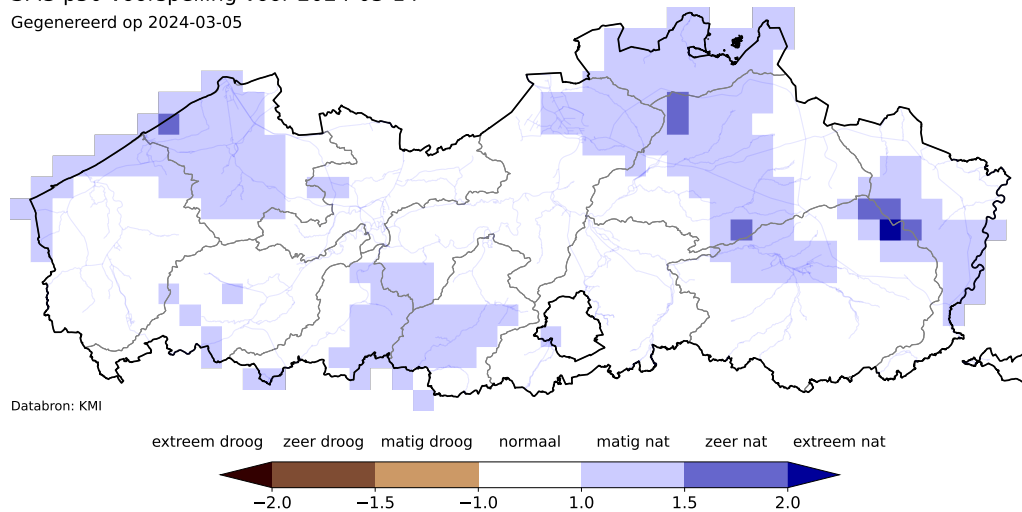 Gegenereerd op 2024-03-05
Databron: KMI
extreem droog zeer droog matig droog normaal matig nat zeer nat extreem nat
−2.0 −1.5 −1.0 1.0 1.5 2.0